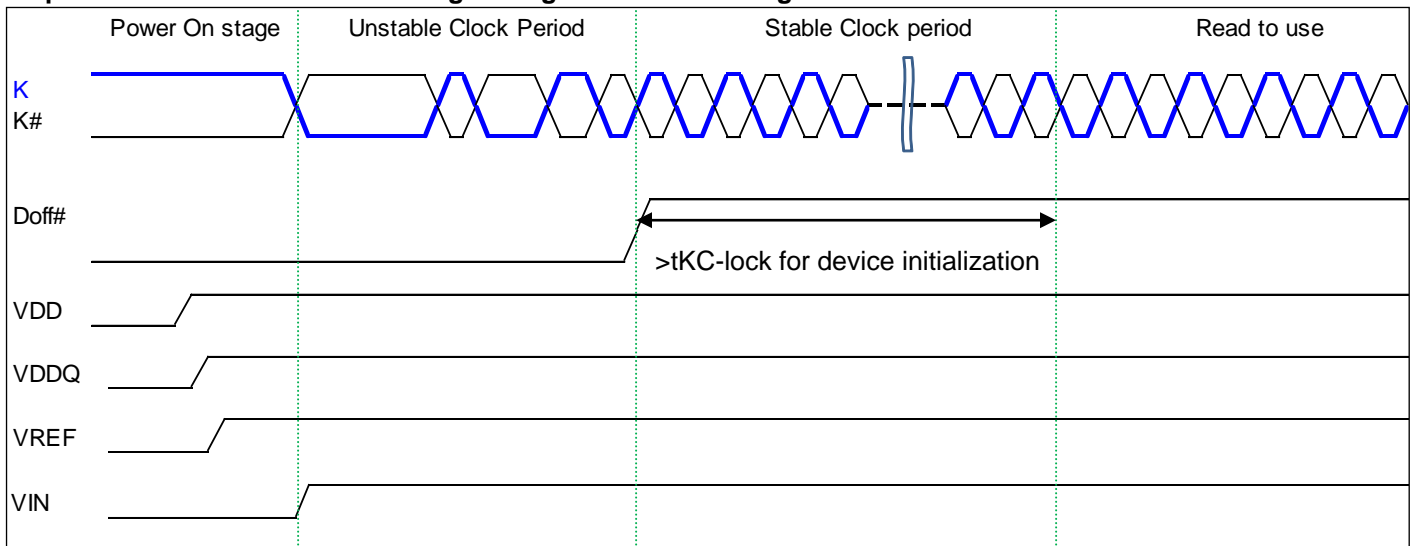 Power On stage Unstable Clock Period Stable Clock period Read to use
K
K#
Doff#
>tKC-lock for device initialization
VDD
VDDQ
VREF
VIN